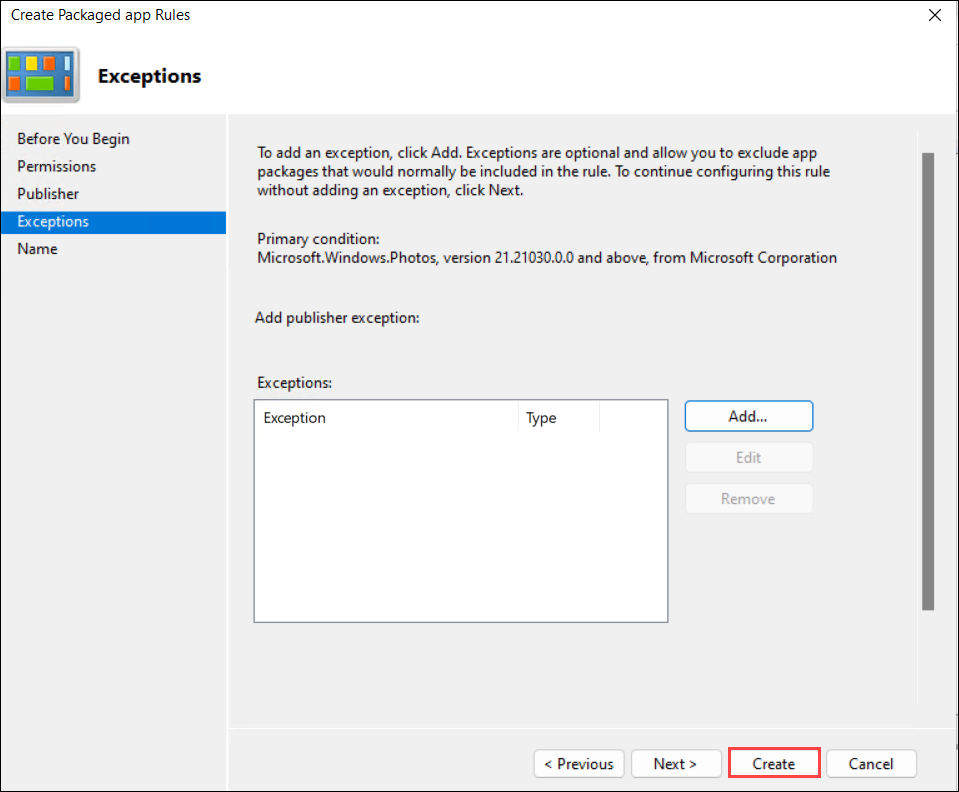 Create Packaged app Rules
Exceptions
Before You Begin
Permissions
Publisher
Exceptions
Name
To add an exception, click Add. Exceptions are optional and allow you to exclude app
packages that would normally be included in the rule. To continue configuring this rule
without adding an exception, click Next.
Primary condition:
Microsoft.Windows.Photos, version 21.21030.0.0 and above, from Microsoft Corporation
Add publisher exception:
Exceptions:
Exception Type
Add...
Edit
Remove
< Previous Next > Create Cancel